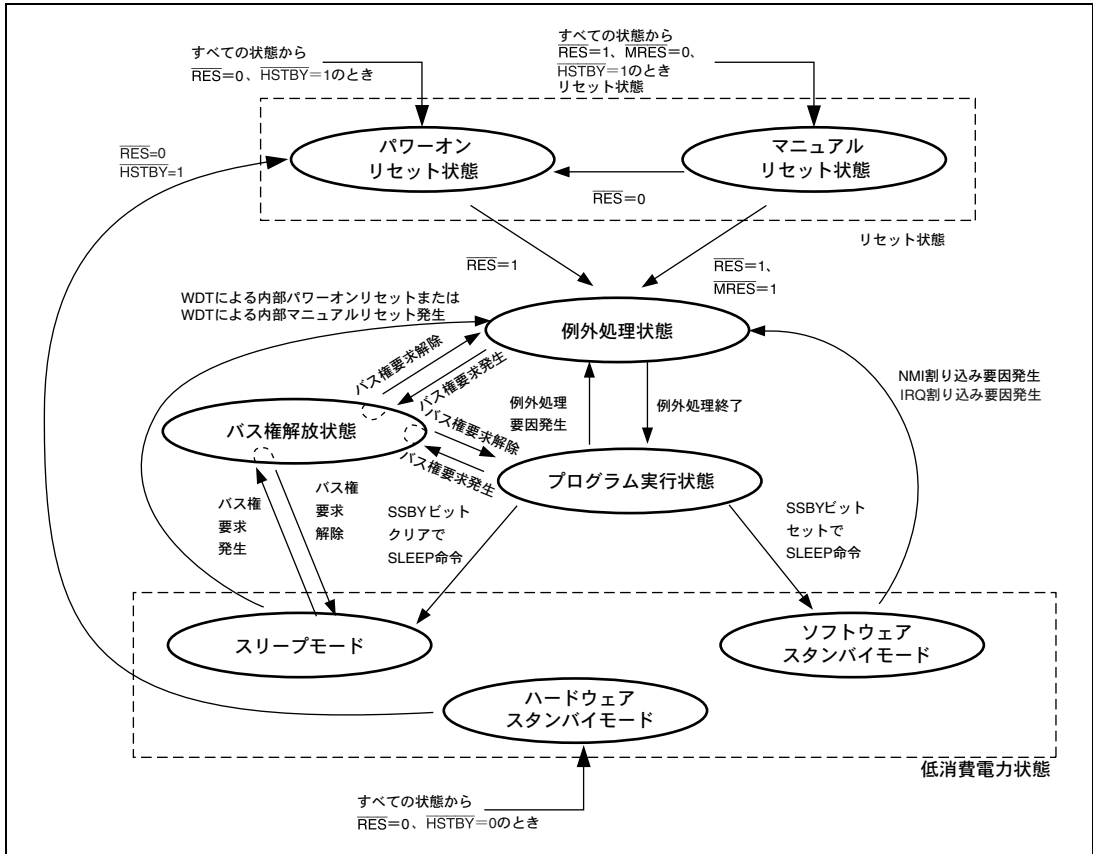 すべての状態から
RES=0、HSTBY=1のとき
すべての状態から
RES=1、MRES=0、
HSTBY=1のとき
リセット状態
パワーオン
リセット状態
マニュアル
リセット状態
RES=0
HSTBY=1
RES=0
リセット状態
RES=1
RES=1、
MRES=1
WDTによる内部パワーオンリセットまたは
WDTによる内部マニュアルリセット発生
例外処理状態
バス権要求解除
バス権要求発生
NMI割り込み要因発生
IRQ割り込み要因発生
例外処理
要因発生
例外処理終了
バス権解放状態
バス権要求解除
バス権要求発生
プログラム実行状態
バス権
要求
発生
バス権
要求
解除
SSBYビット
クリアで
SLEEP命令
SSBYビット
セットで
SLEEP命令
スリープモード
ソフトウェア
スタンバイモード
ハードウェア
スタンバイモード
低消費電力状態
すべての状態から
RES=0、HSTBY=0のとき